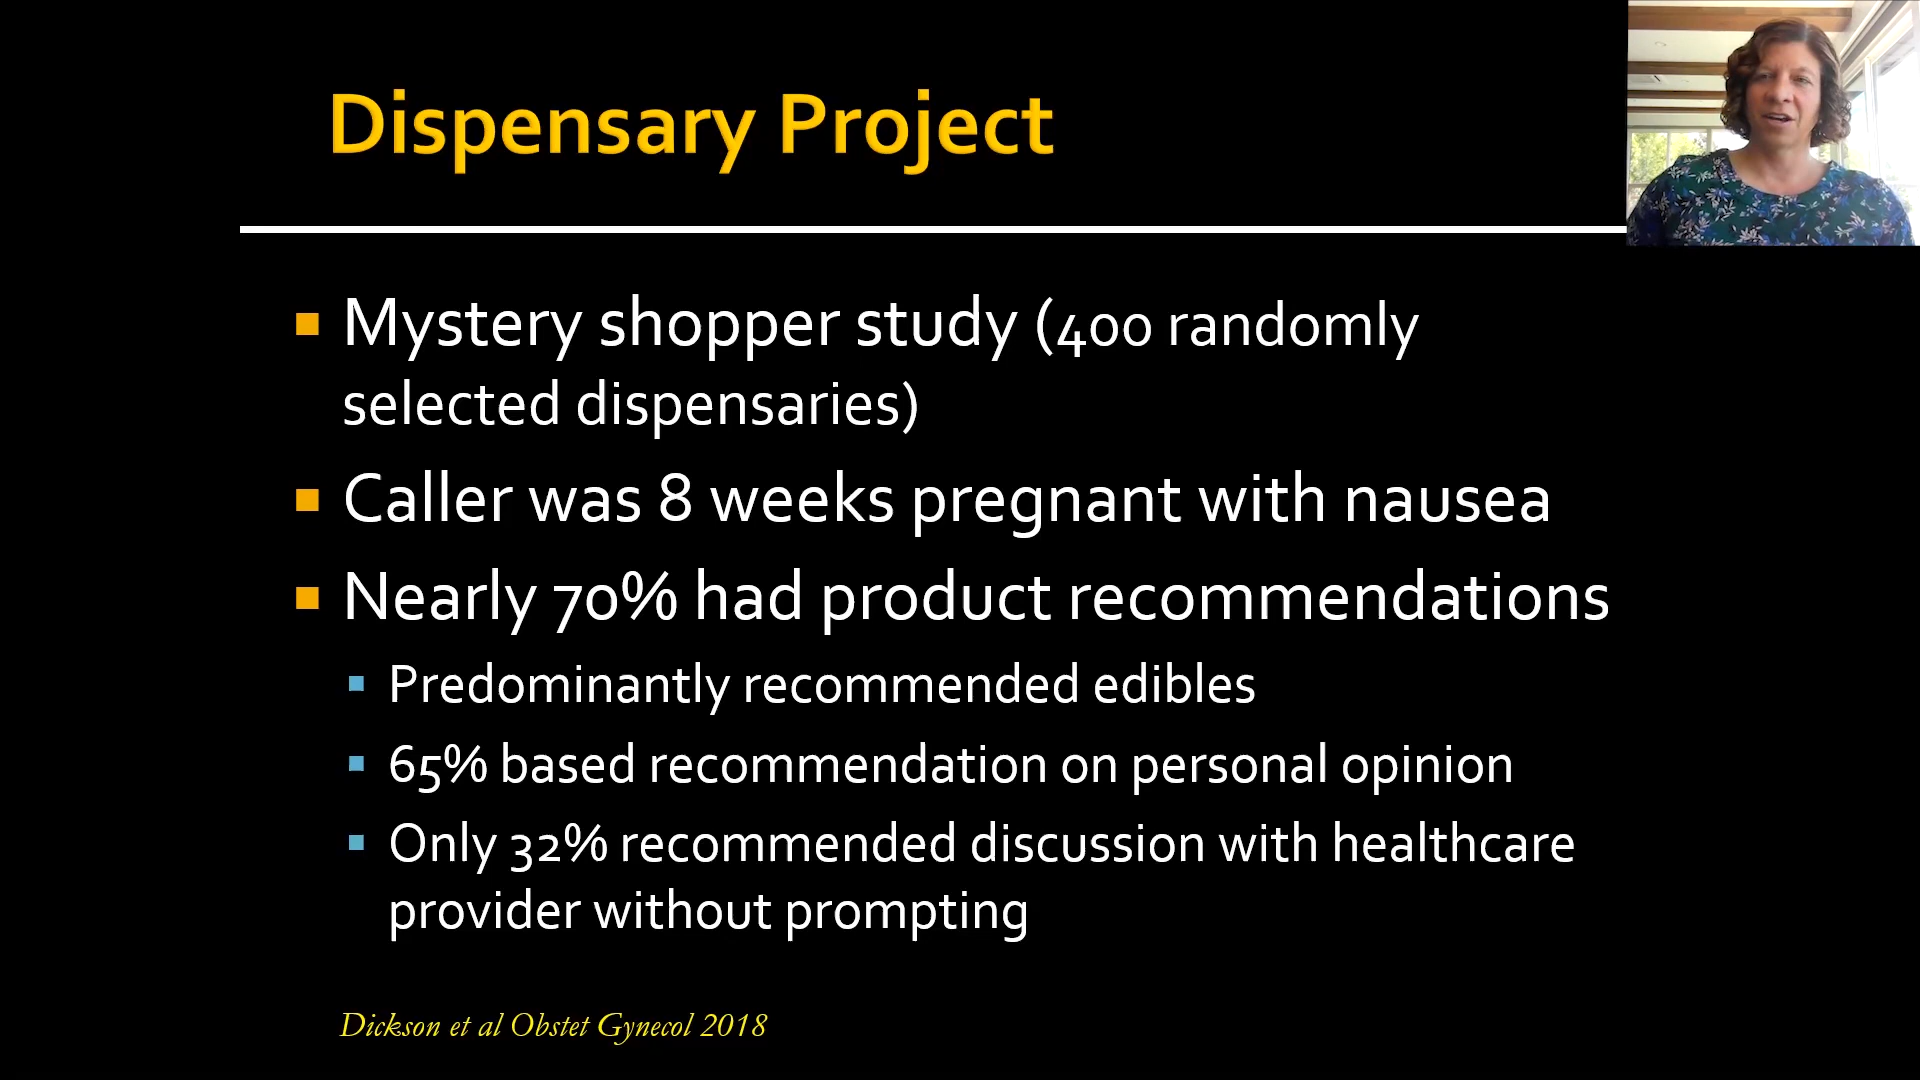 Dispensary Project
Mystery shopper study (400 randomly
selected dispensaries)
Caller was 8 weeks pregnant with nausea
Nearly 70% had product recommendations
Predominantly recommended edibles
65% based recommendation on personal opinion
Only 32% recommended discussion with healthcare
provider without prompting
Dickson et al Obstet Gynecol 2018